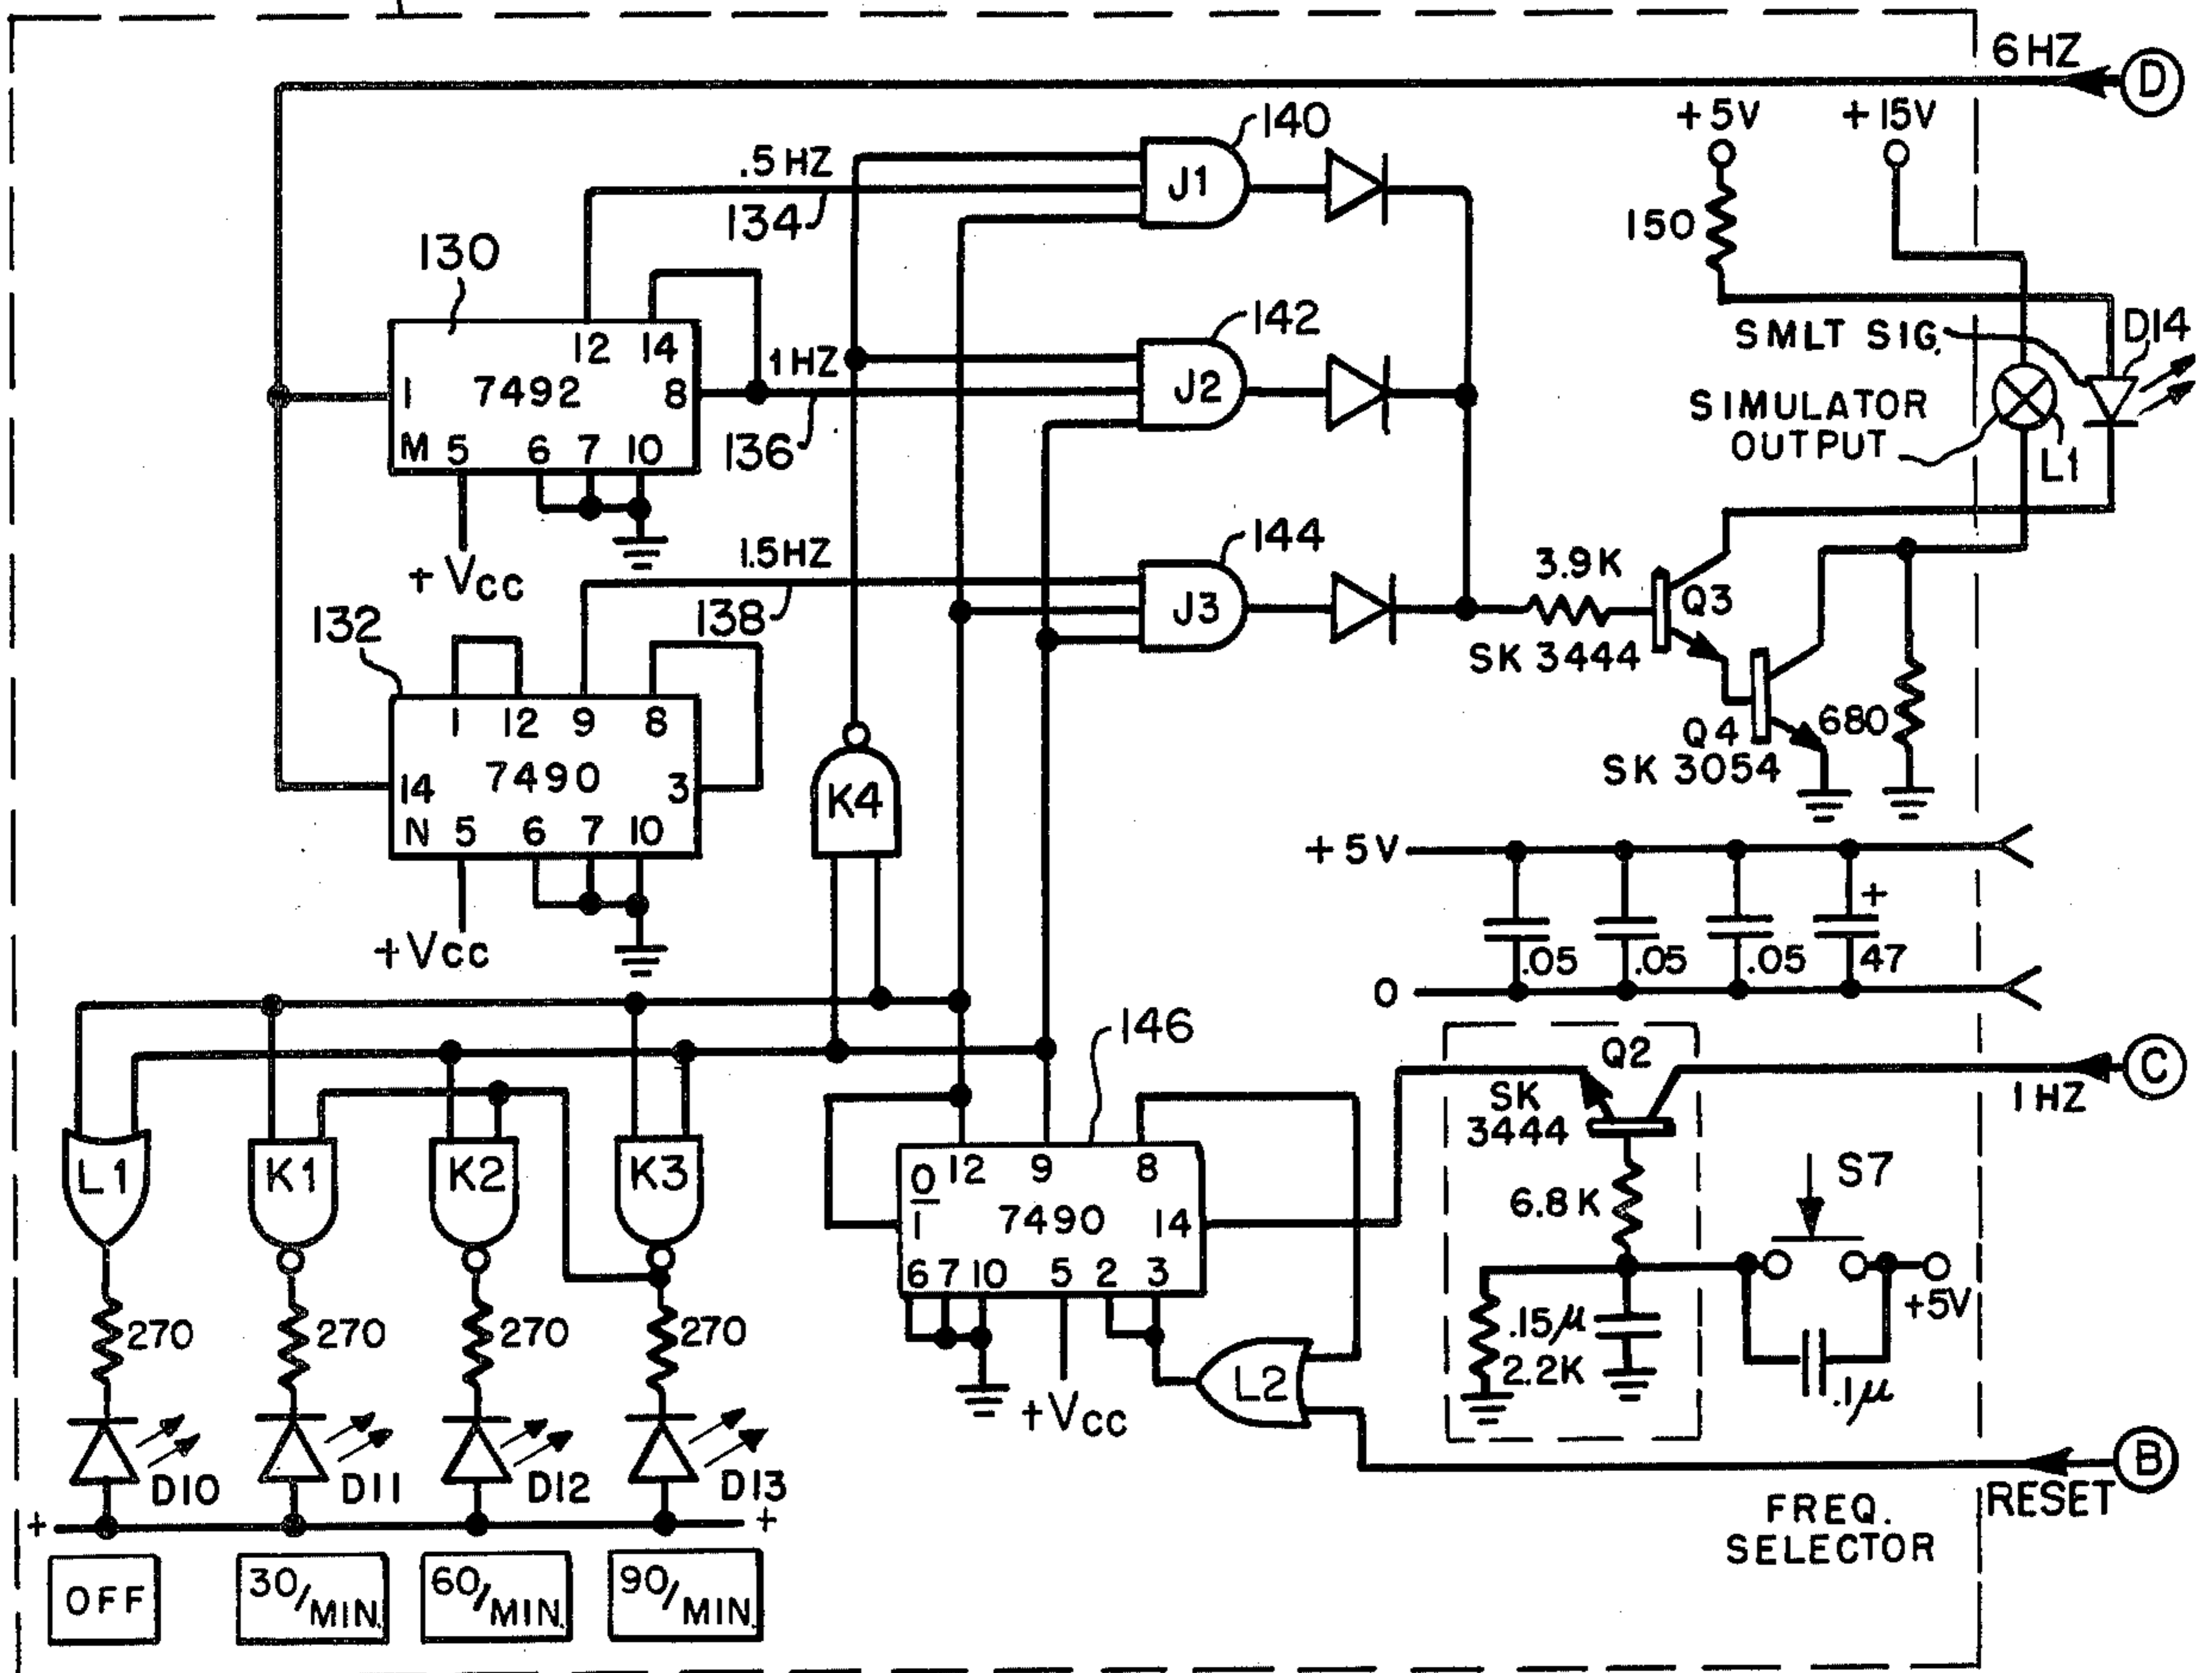 6 HZ
D
+5V
+15V
140
.5 HZ
J1
134
150
130
142
12
14
1 HZ
SMLT SIG.
D14
1
7492
8
J2
SIMULATOR
OUTPUT
M
5
6
7
10
136
L1
144
1.5HZ
3.9K
+ VCC
132
138
J3
Q3
SK 3444
1
12
9
8
680
Q4
SK 3054
7490
14
3
K4
N
5
6
7
10
+5V
+
+VCC
.05
.05
.05
47
0
146
Q2
C
SK
3444
1 HZ
L1
K1
K2
K3
0
12
9
8
S7
1
7490
14
6.8K
6
7
10
5
2
3
+5V
270
270
270
270
.15μ
2.2K
L2
.1μ
+VCC
B
D10
D11
D12
D13
RESET
+
+
FREQ.
SELECTOR
OFF
30/MIN.
60/MIN.
90/MIN.